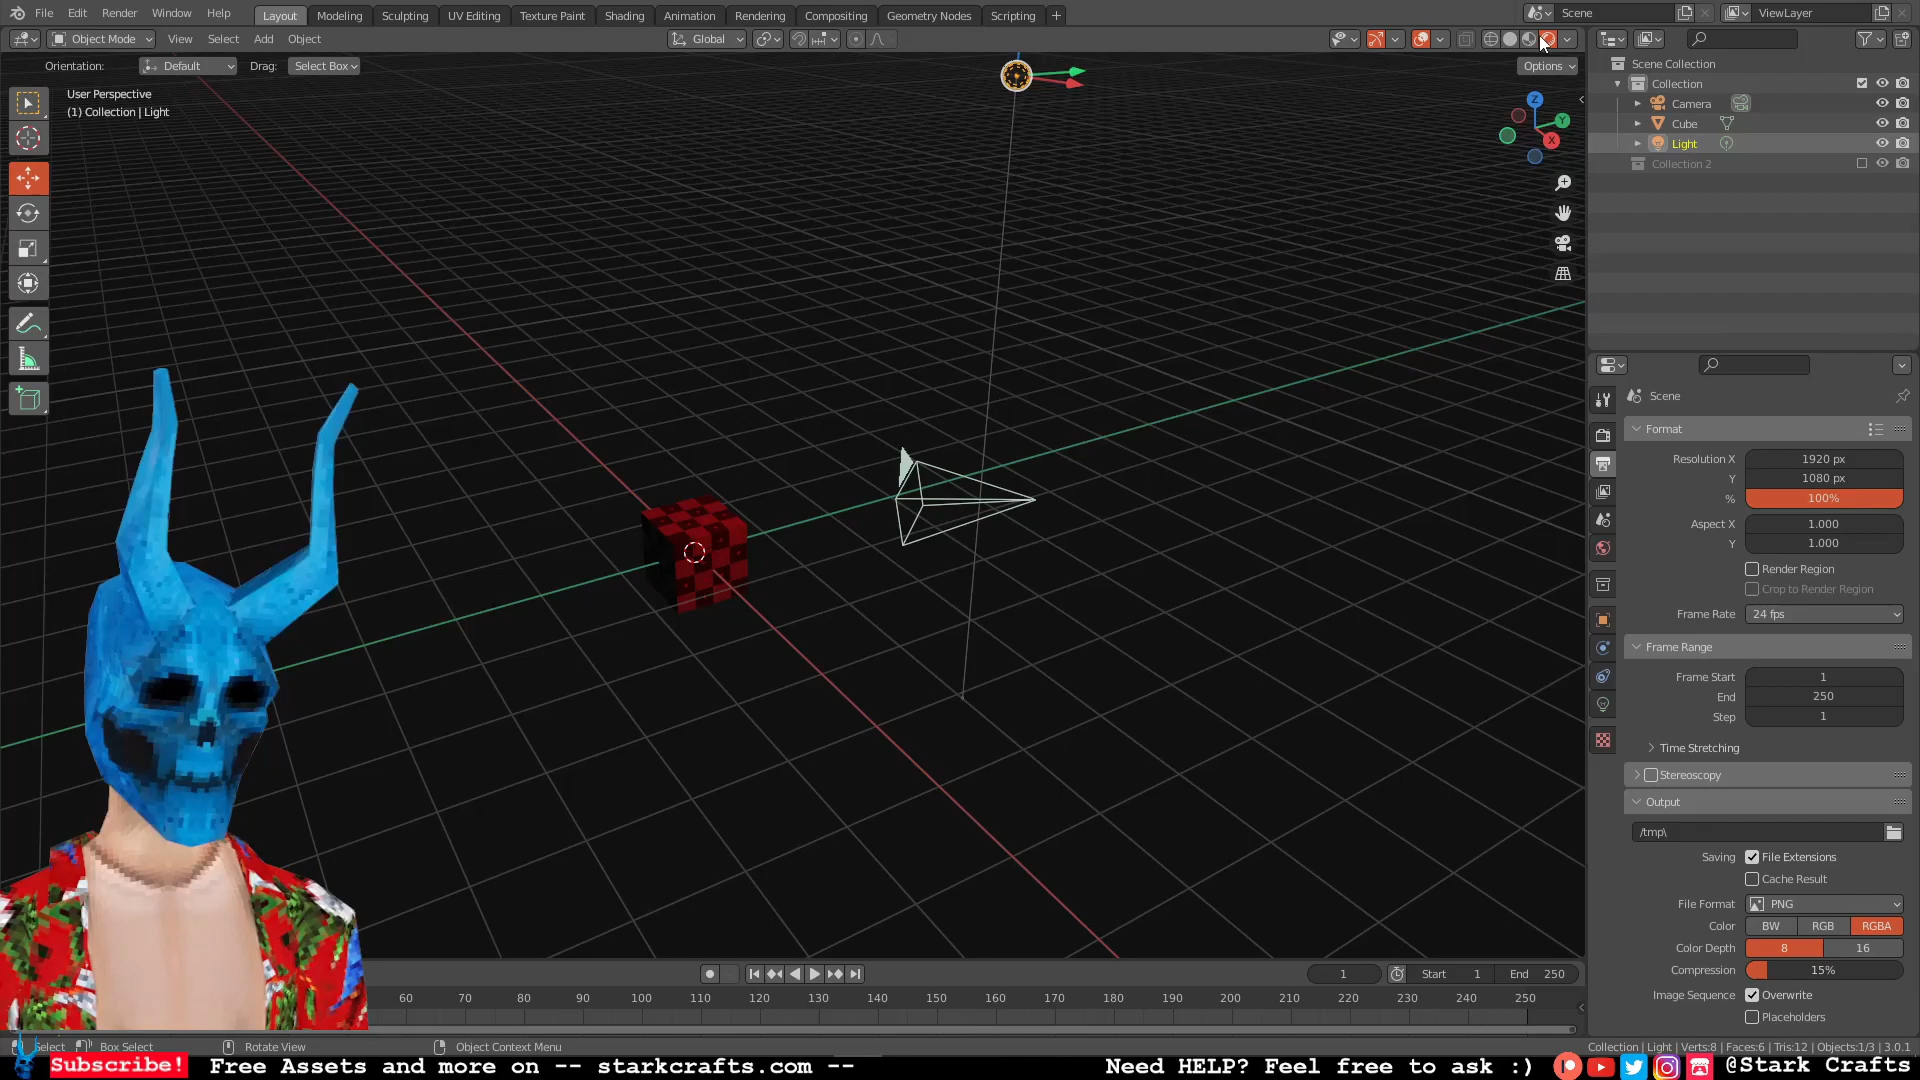 File Edit Render Window Help Layout Modeling Sculpting UV Editing Texture Paint Shading Animation Rendering Compositing Geometry Nodes Scripting + Scene ViewLayer
Object Mode View Select Add Object Global
Orientation: Default Drag: Select Box Options
User Perspective
(1) Collection | Light
Z
Y
X
Scene Collection
Collection
Camera
Cube
Light
Collection 2
Scene
Format
Resolution X 1920 px
Y 1080 px
% 100%
Aspect X 1.000
Y 1.000
Render Region
Crop to Render Region
Frame Rate 24 fps
Frame Range
Frame Start 1
End 250
Step 1
Time Stretching
Stereoscopy
Output
/tmp\
Saving File Extensions
Cache Result
File Format PNG
Color BW RGB RGBA
Color Depth 8 16
Compression 15%
Image Sequence Overwrite
Placeholders
1 Start 1 End 250
60 70 80 90 100 110 120 130 140 150 160 170 180 190 200 210 220 230 240 250
Select Box Select Rotate View Object Context Menu Collection | Light | Verts:8 | Faces:6 | Tris:12 | Objects:1/3 | 3.0.1
Subscribe! Free Assets and more on -- starkcrafts.com -- Need HELP? Feel free to ask :) @Stark Crafts